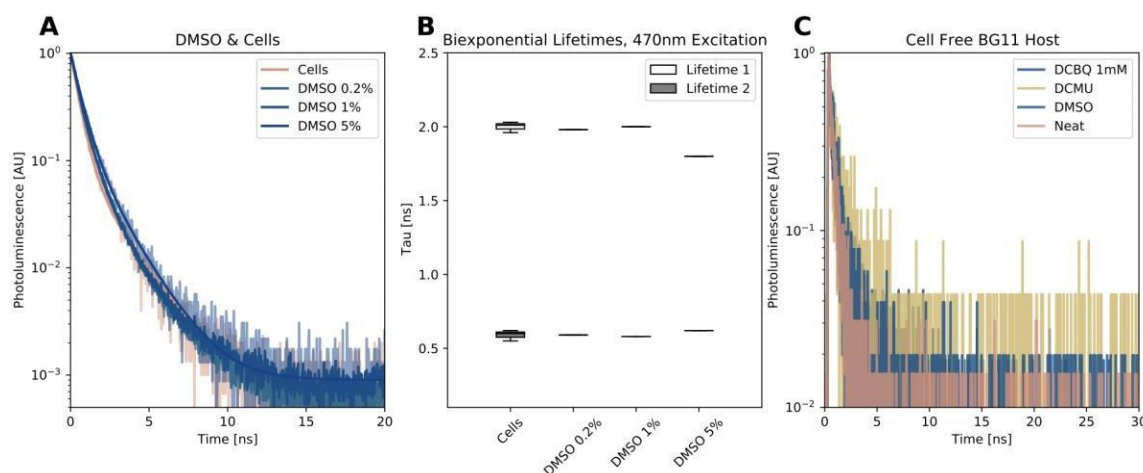 A
DMSO & Cells
Photoluminescence [AU]
10⁰
10⁻¹
10⁻²
10⁻³
Cells
DMSO 0.2%
DMSO 1%
DMSO 5%
0
5
10
15
20
Time [ns]
B
Biexponential Lifetimes, 470nm Excitation
Tau [ns]
2.5
2.0
1.5
1.0
0.5
Lifetime 1
Lifetime 2
Cells
DMSO 0.2%
DMSO 1%
DMSO 5%
C
Cell Free BG11 Host
Photoluminescence [AU]
10⁰
10⁻¹
10⁻²
DCBQ 1mM
DCMU
DMSO
Neat
0
5
10
15
20
25
30
Time [ns]